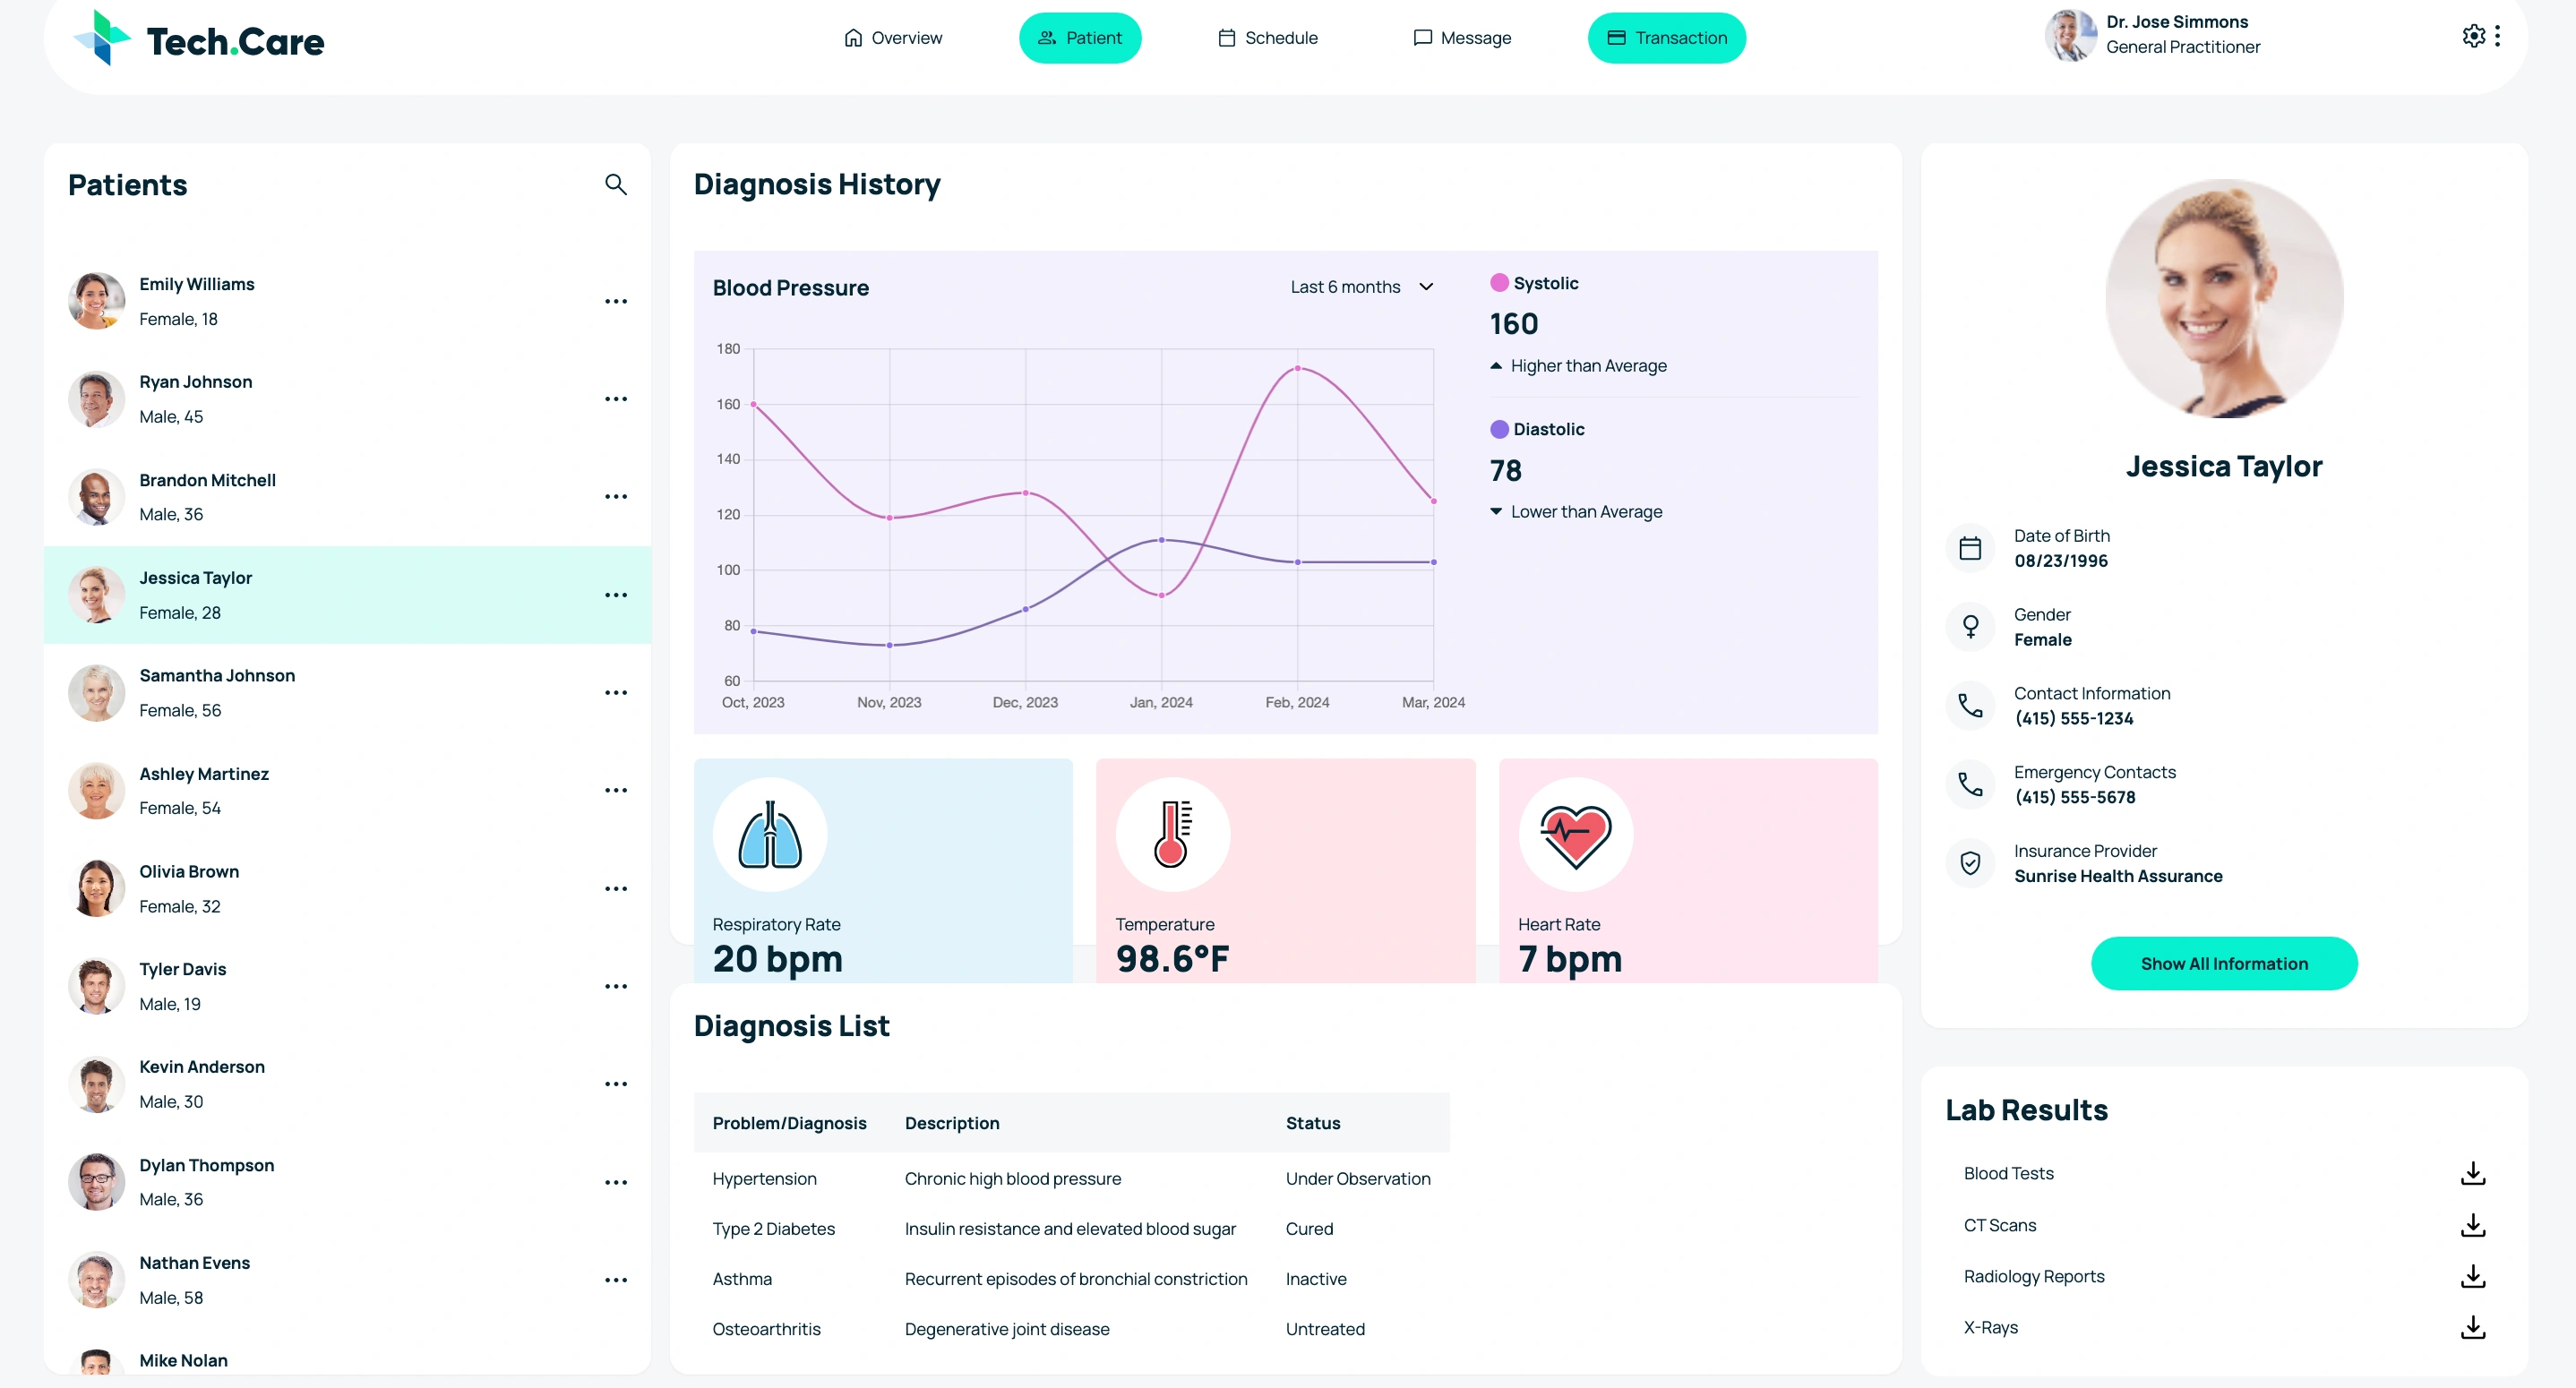 Tech.Care
Overview
Patient
Schedule
Message
Transaction
Dr. Jose Simmons
General Practitioner
Patients
Emily Williams
Female, 18
Ryan Johnson
Male, 45
Brandon Mitchell
Male, 36
Jessica Taylor
Female, 28
Samantha Johnson
Female, 56
Ashley Martinez
Female, 54
Olivia Brown
Female, 32
Tyler Davis
Male, 19
Kevin Anderson
Male, 30
Dylan Thompson
Male, 36
Nathan Evens
Male, 58
Mike Nolan
Diagnosis History
Blood Pressure
Last 6 months
180
160
140
120
100
80
60
Oct, 2023
Nov, 2023
Dec, 2023
Jan, 2024
Feb, 2024
Mar, 2024
Systolic
160
Higher than Average
Diastolic
78
Lower than Average
Respiratory Rate
20 bpm
Temperature
98.6°F
Heart Rate
7 bpm
Diagnosis List
Problem/Diagnosis Description Status
Hypertension Chronic high blood pressure Under Observation
Type 2 Diabetes Insulin resistance and elevated blood sugar Cured
Asthma Recurrent episodes of bronchial constriction Inactive
Osteoarthritis Degenerative joint disease Untreated
Jessica Taylor
Date of Birth
08/23/1996
Gender
Female
Contact Information
(415) 555-1234
Emergency Contacts
(415) 555-5678
Insurance Provider
Sunrise Health Assurance
Show All Information
Lab Results
Blood Tests
CT Scans
Radiology Reports
X-Rays